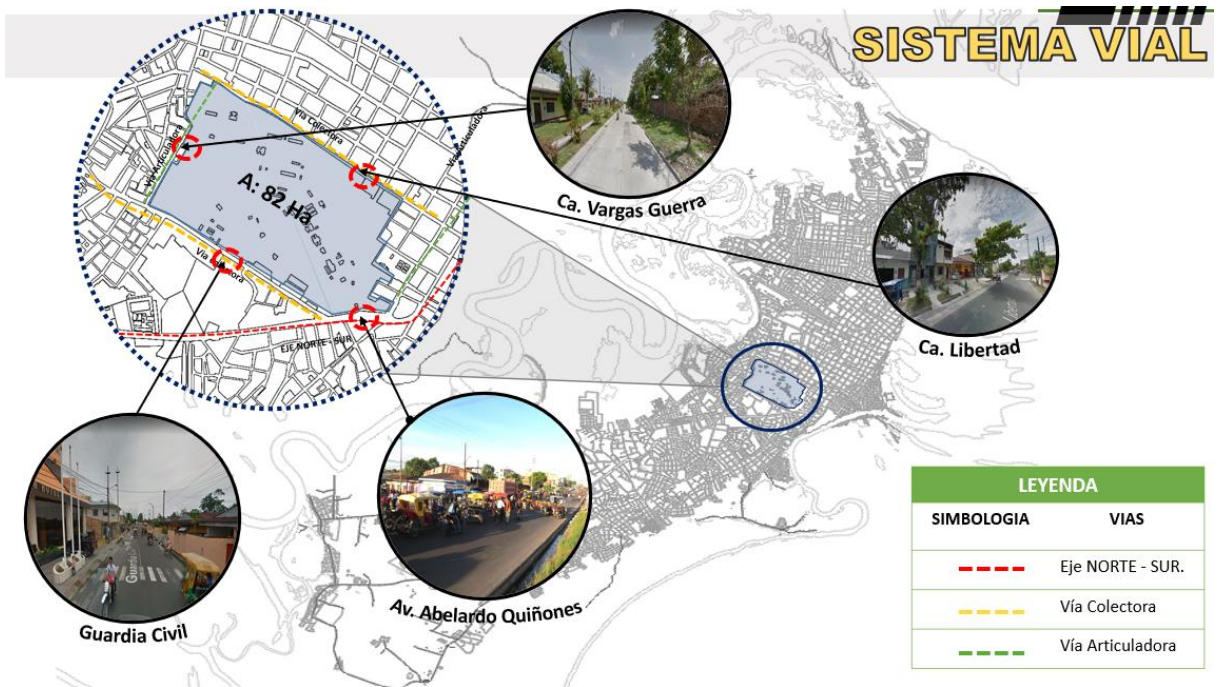 SISTEMA VIAL
Vía Colectora
Vía Articuladora
Vía Articuladora
A: 82 Ha
Vía Colectora
EJE NORTE - SUR
Ca. Vargas Guerra
Ca. Libertad
Guardia Civil
Av. Abelardo Quiñones
LEYENDA
SIMBOLOGIA VIAS
Eje NORTE - SUR.
Vía Colectora
Vía Articuladora